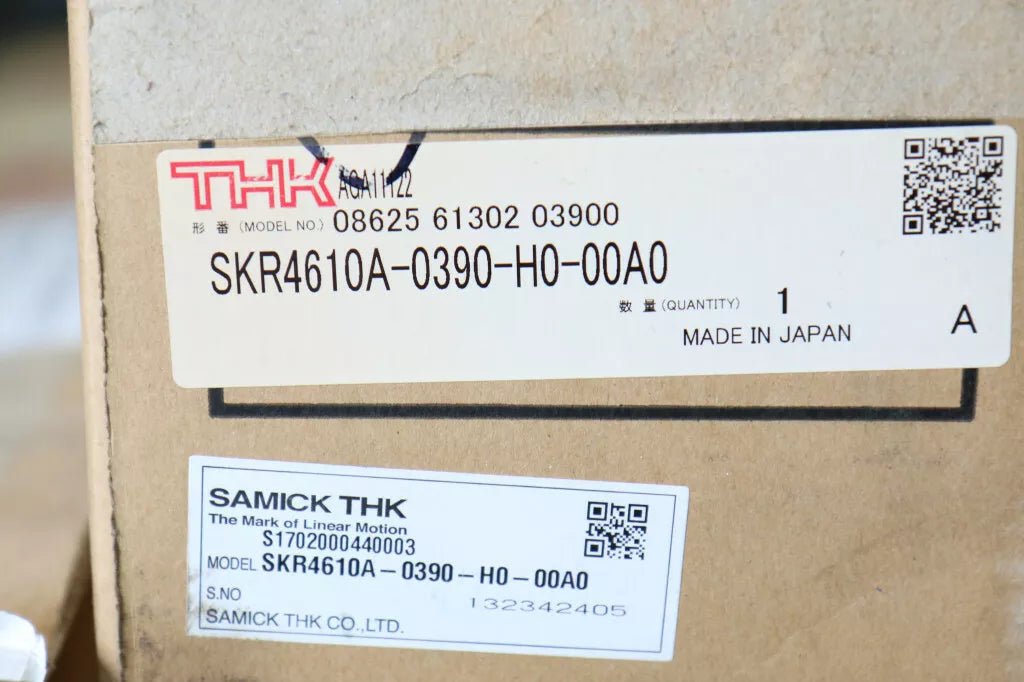 THK AGA11122
形 番 (MODEL NO.) 08625 61302 03900
SKR4610A-0390-H0-00A0
数 量 (QUANTITY) 1
MADE IN JAPAN
A
SAMICK THK
The Mark of Linear Motion
S1702000440003
MODEL SKR4610A-0390-H0-00A0
S.NO 132342405
SAMICK THK CO.,LTD.